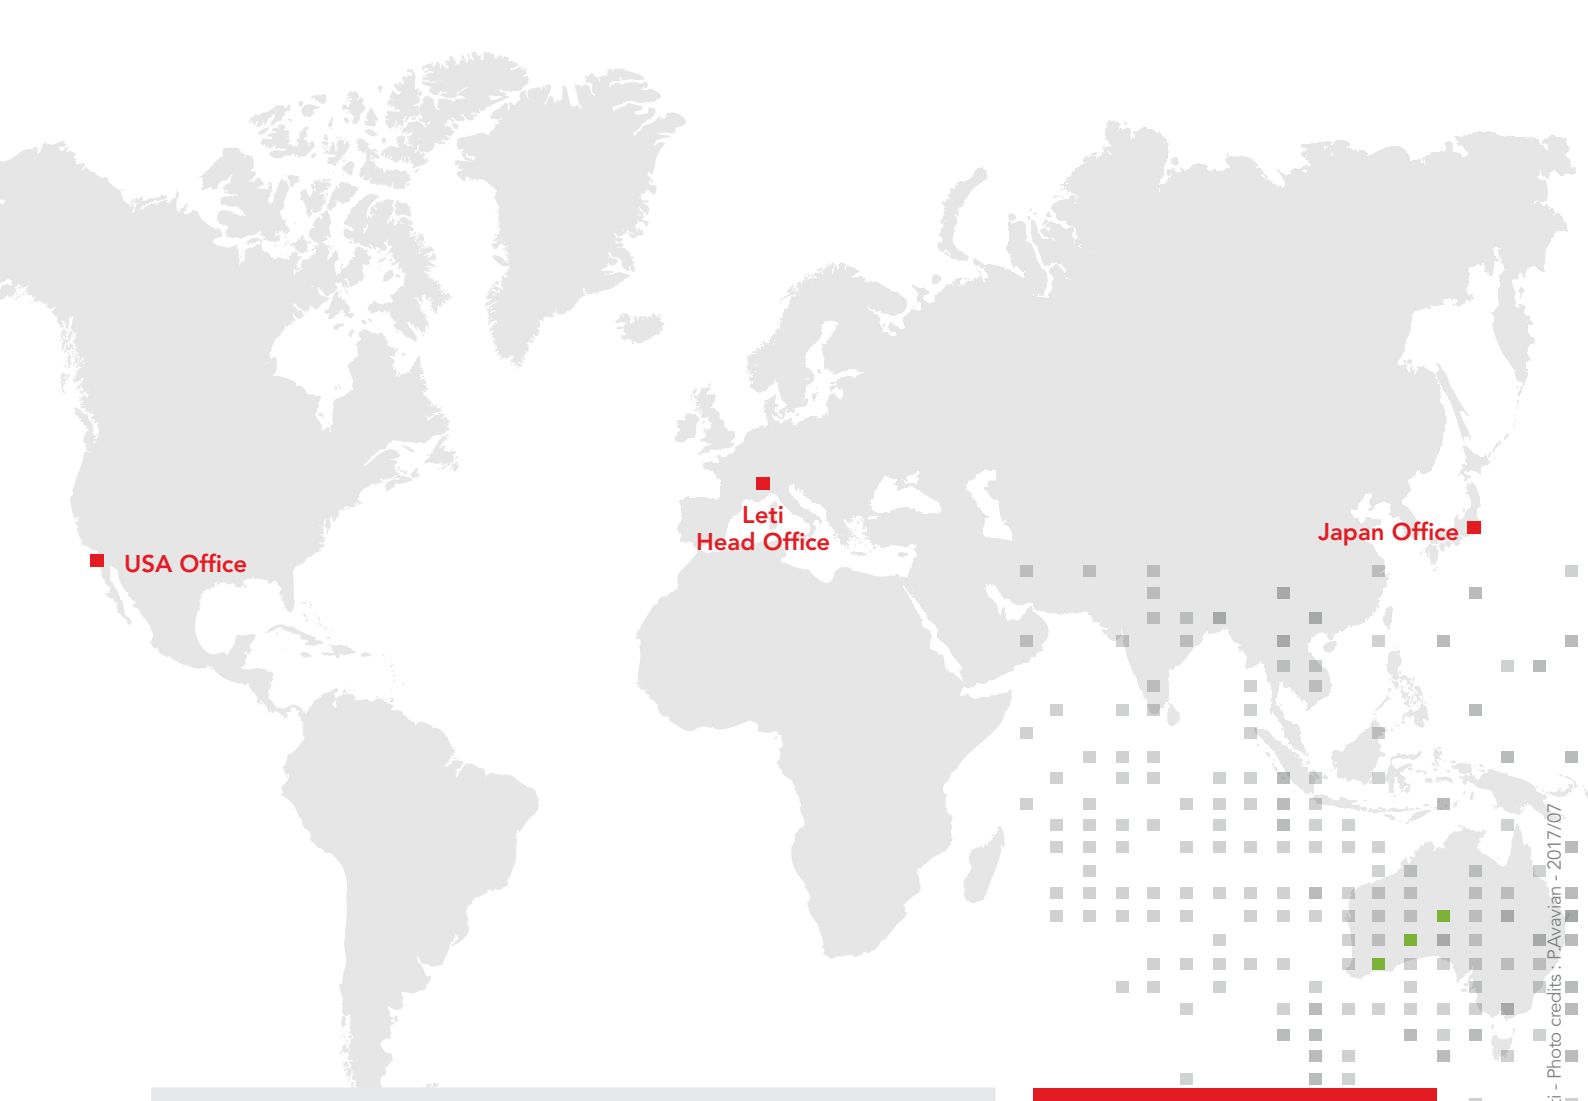 Leti
Head Office
Japan Office
USA Office
- Photo credits : P.Avavian - 2017/07